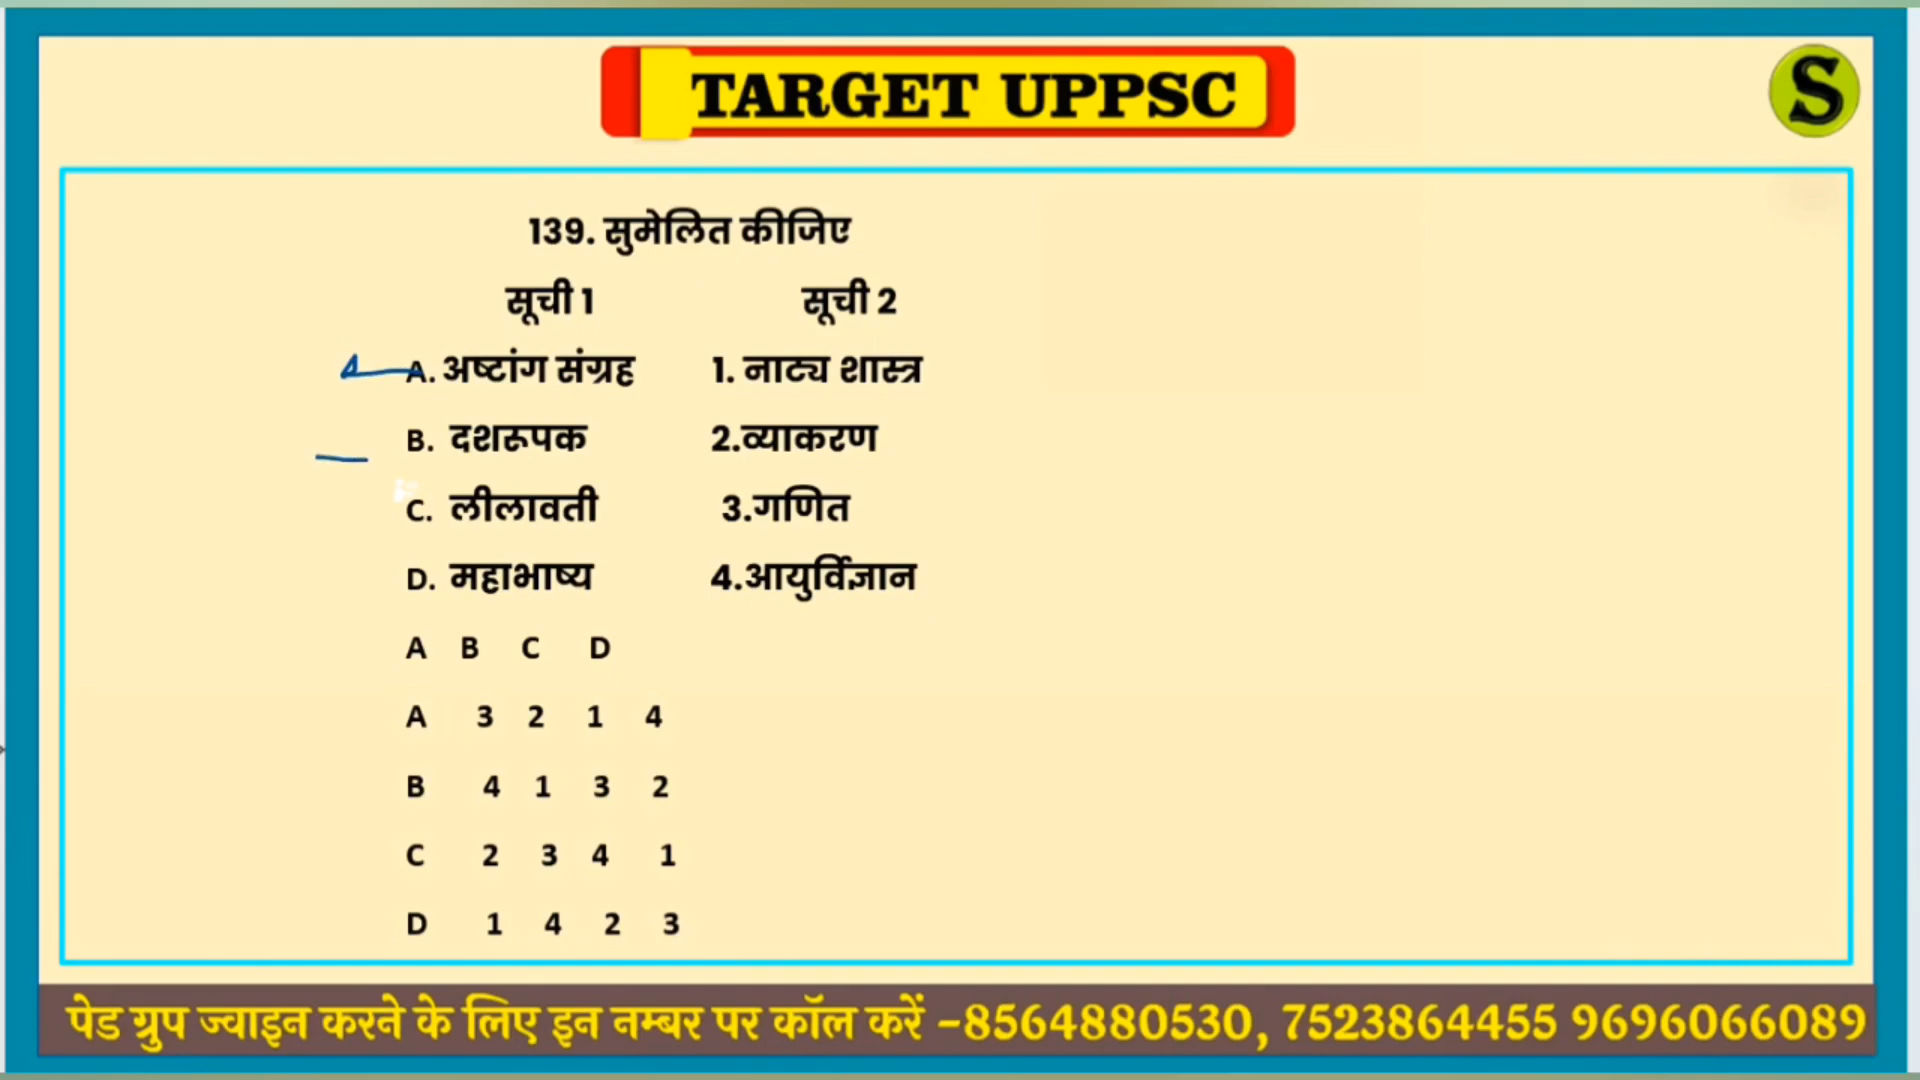 TARGET UPPSC
S
139. सुमेलित कीजिए
सूची 1 सूची 2
A. अष्टांग संग्रह 1. नाट्य शास्त्र
B. दशरूपक 2.व्याकरण
C. लीलावती 3.गणित
D. महाभाष्य 4.आयुर्विज्ञान
A B C D
A 3 2 1 4
B 4 1 3 2
C 2 3 4 1
D 1 4 2 3
पेड ग्रुप ज्वाइन करने के लिए इन नम्बर पर कॉल करें -8564880530, 7523864455 9696066089